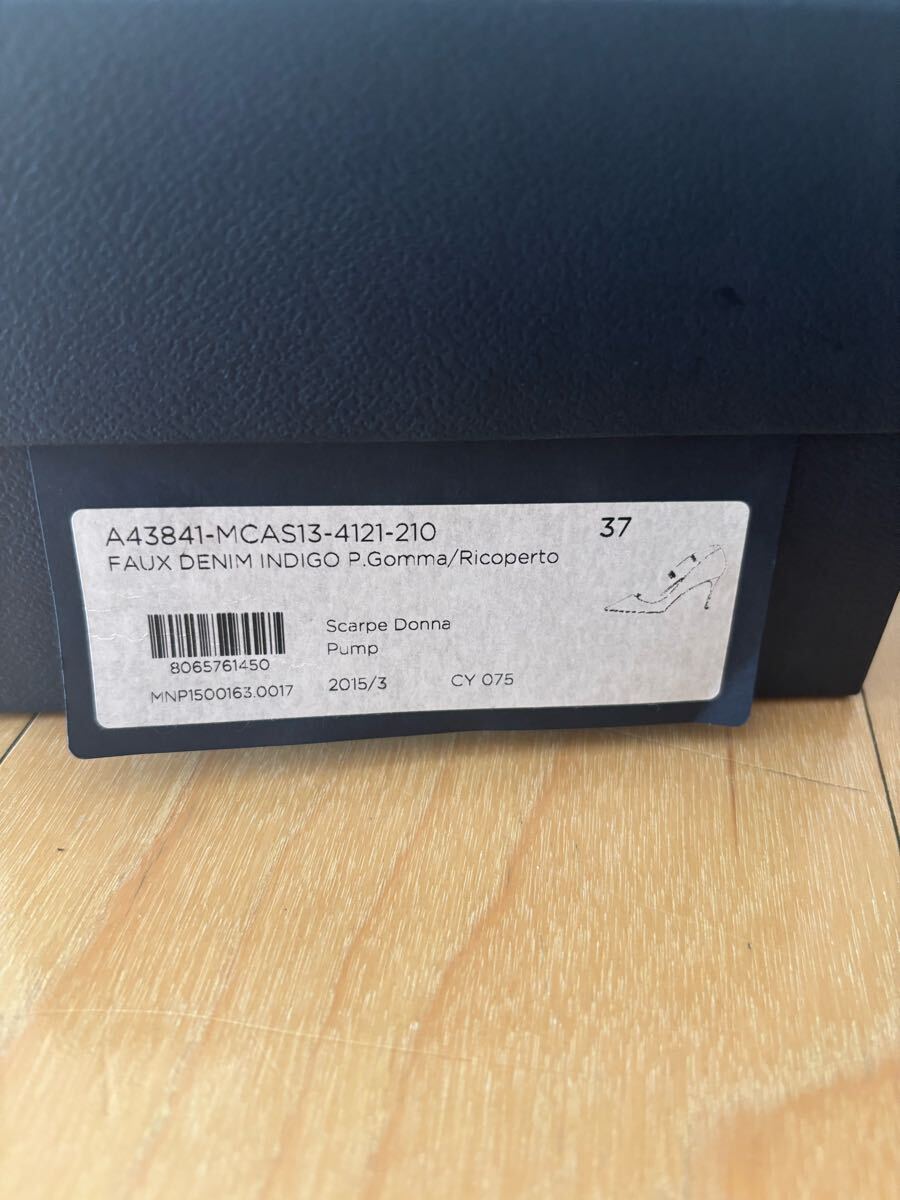 A43841-MCAS13-4121-210 37
FAUX DENIM INDIGO P.Gomma/Ricoperto
Scarpe Donna
Pump
8065761450
MNP1500163.0017 2015/3 CY 075